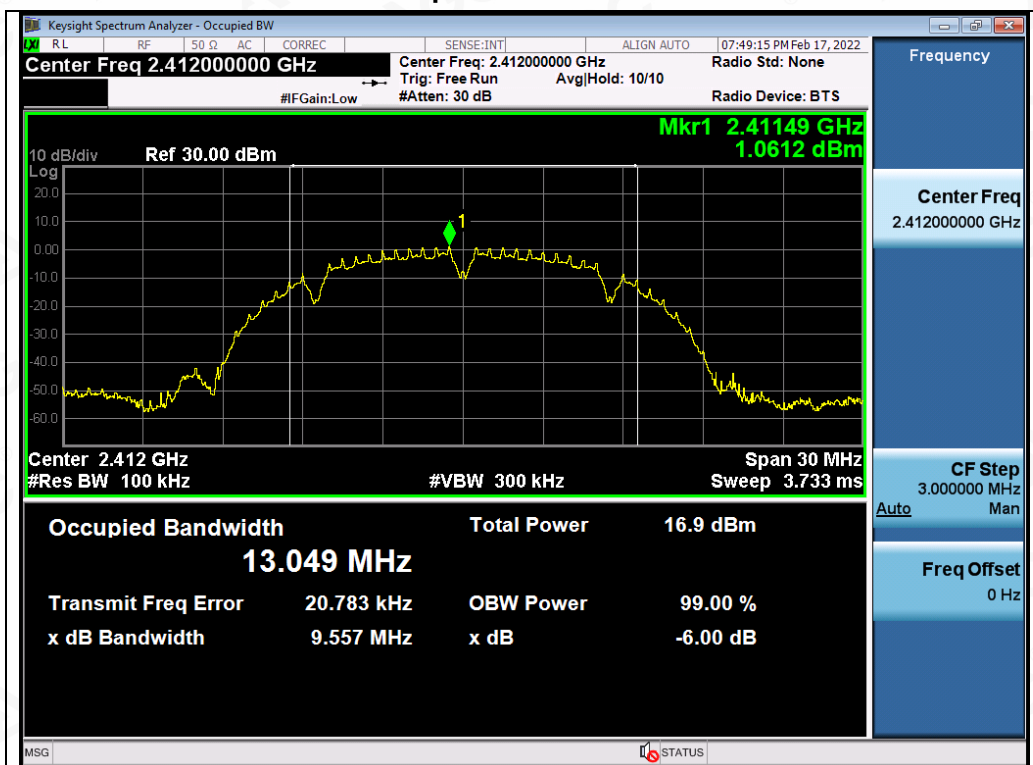 Keysight Spectrum Analyzer - Occupied BW
LXI RL RF 50 Ω AC CORREC SENSE:INT ALIGN AUTO 07:49:15 PM Feb 17, 2022
Center Freq 2.412000000 GHz Center Freq: 2.412000000 GHz Radio Std: None
Trig: Free Run Avg|Hold: 10/10
#IFGain:Low #Atten: 30 dB Radio Device: BTS
Mkr1 2.41149 GHz
1.0612 dBm
10 dB/div Ref 30.00 dBm
Log
20.0
10.0
0.00
-10.0
-20.0
-30.0
-40.0
-50.0
-60.0
1
Center 2.412 GHz Span 30 MHz
#Res BW 100 kHz #VBW 300 kHz Sweep 3.733 ms
Occupied Bandwidth Total Power 16.9 dBm
13.049 MHz
Transmit Freq Error 20.783 kHz OBW Power 99.00 %
x dB Bandwidth 9.557 MHz x dB -6.00 dB
MSG STATUS
Frequency
Center Freq
2.412000000 GHz
CF Step
3.000000 MHz
Auto Man
Freq Offset
0 Hz